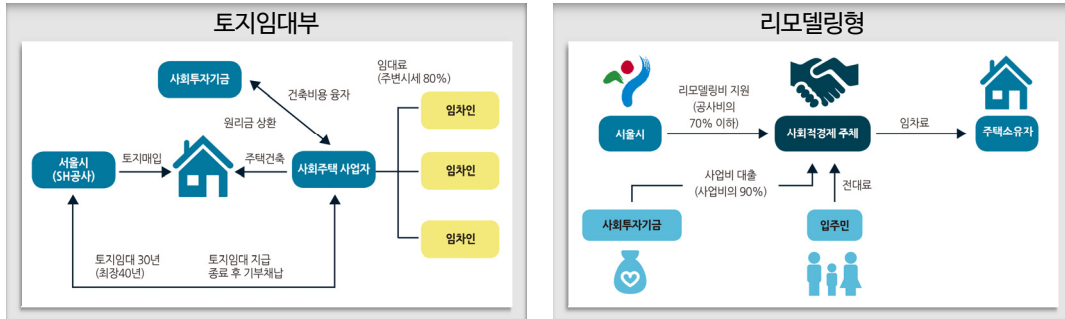 토지임대부
사회투자기금
임대료
(주변시세 80%)
건축비용 융자
원리금 상환
임차인
서울시
(SH공사)
토지매입
주택건축
사회주택 사업자
임차인
임차인
토지임대 30년
(최장40년)
토지임대 지급
종료 후 기부채납
리모델링형
리모델링비 지원
(공사비의
70% 이하)
서울시
사회적경제 주체
임차료
주택소유자
사업비 대출
(사업비의 90%)
전대료
사회투자기금
입주민